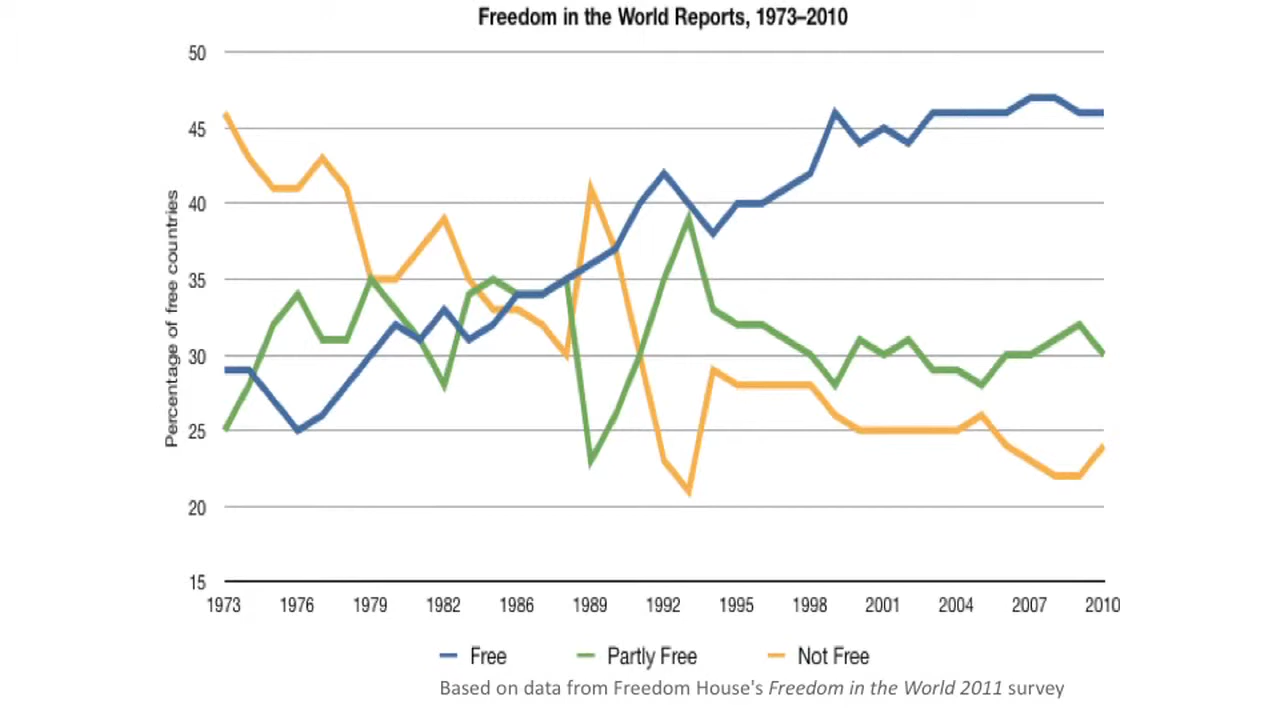 Freedom in the World Reports, 1973–2010
Percentage of free countries
50
45
40
35
30
25
20
15
1973 1976 1979 1982 1986 1989 1992 1995 1998 2001 2004 2007 2010
Free Partly Free Not Free
Based on data from Freedom House's Freedom in the World 2011 survey